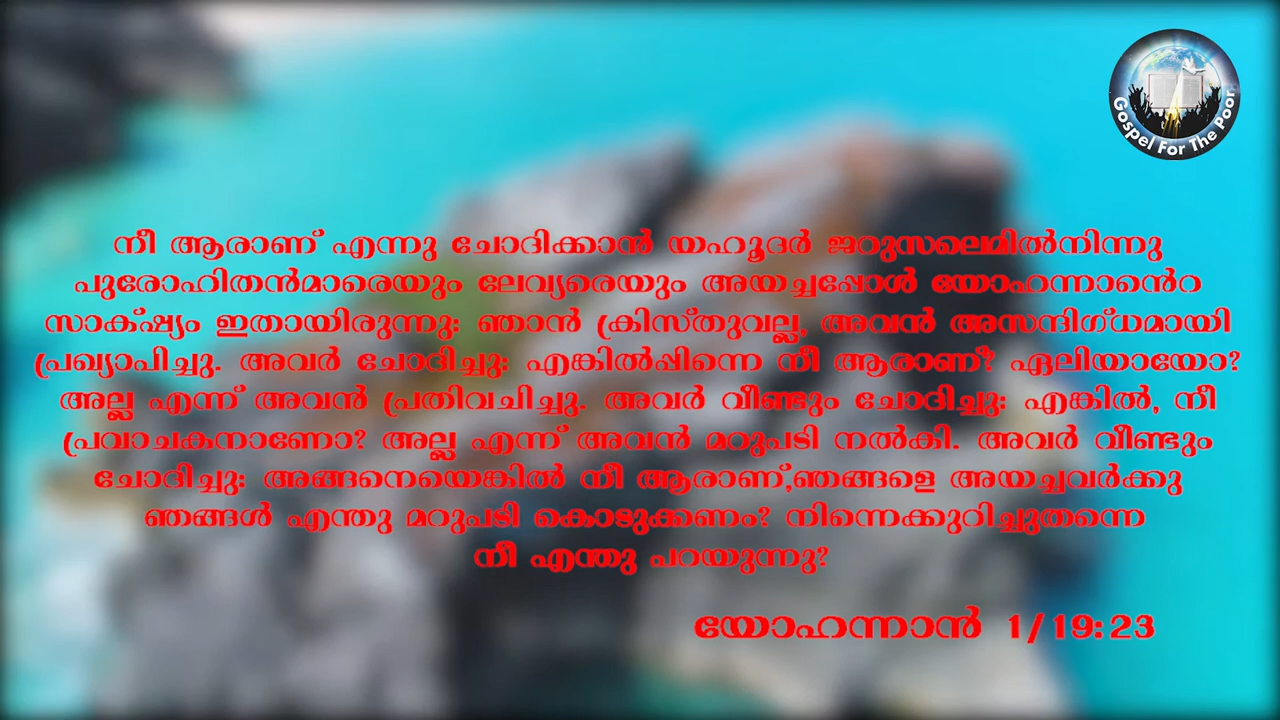 Gospel For The Poor
നീ ആരാണ് എന്നു ചോദിക്കാൻ യഹൂദർ ജറുസലെമിൽനിന്നു
പുരോഹിതൻമാരെയും ലേവ്യരെയും അയച്ചപ്പോൾ യോഹന്നാൻെറ
സാക്ഷ്യം ഇതായിരുന്നു: ഞാൻ ക്രിസ്തുവല്ല, അവൻ അസന്ദിഗ്ധമായി
പ്രഖ്യാപിച്ചു. അവർ ചോദിച്ചു: എങ്കിൽപ്പിന്നെ നീ ആരാണ്? ഏലിയായോ?
അല്ല എന്ന് അവൻ പ്രതിവചിച്ചു. അവർ വീണ്ടും ചോദിച്ചു: എങ്കിൽ, നീ
പ്രവാചകനാണോ? അല്ല എന്ന് അവൻ മറുപടി നൽകി. അവർ വീണ്ടും
ചോദിച്ചു: അങ്ങനെയെങ്കിൽ നീ ആരാണ്,ഞങ്ങളെ അയച്ചവർക്കു
ഞങ്ങൾ എന്തു മറുപടി കൊടുക്കണം? നിന്നെക്കുറിച്ചുതന്നെ
നീ എന്തു പറയുന്നു?
യോഹന്നാൻ 1/19:23